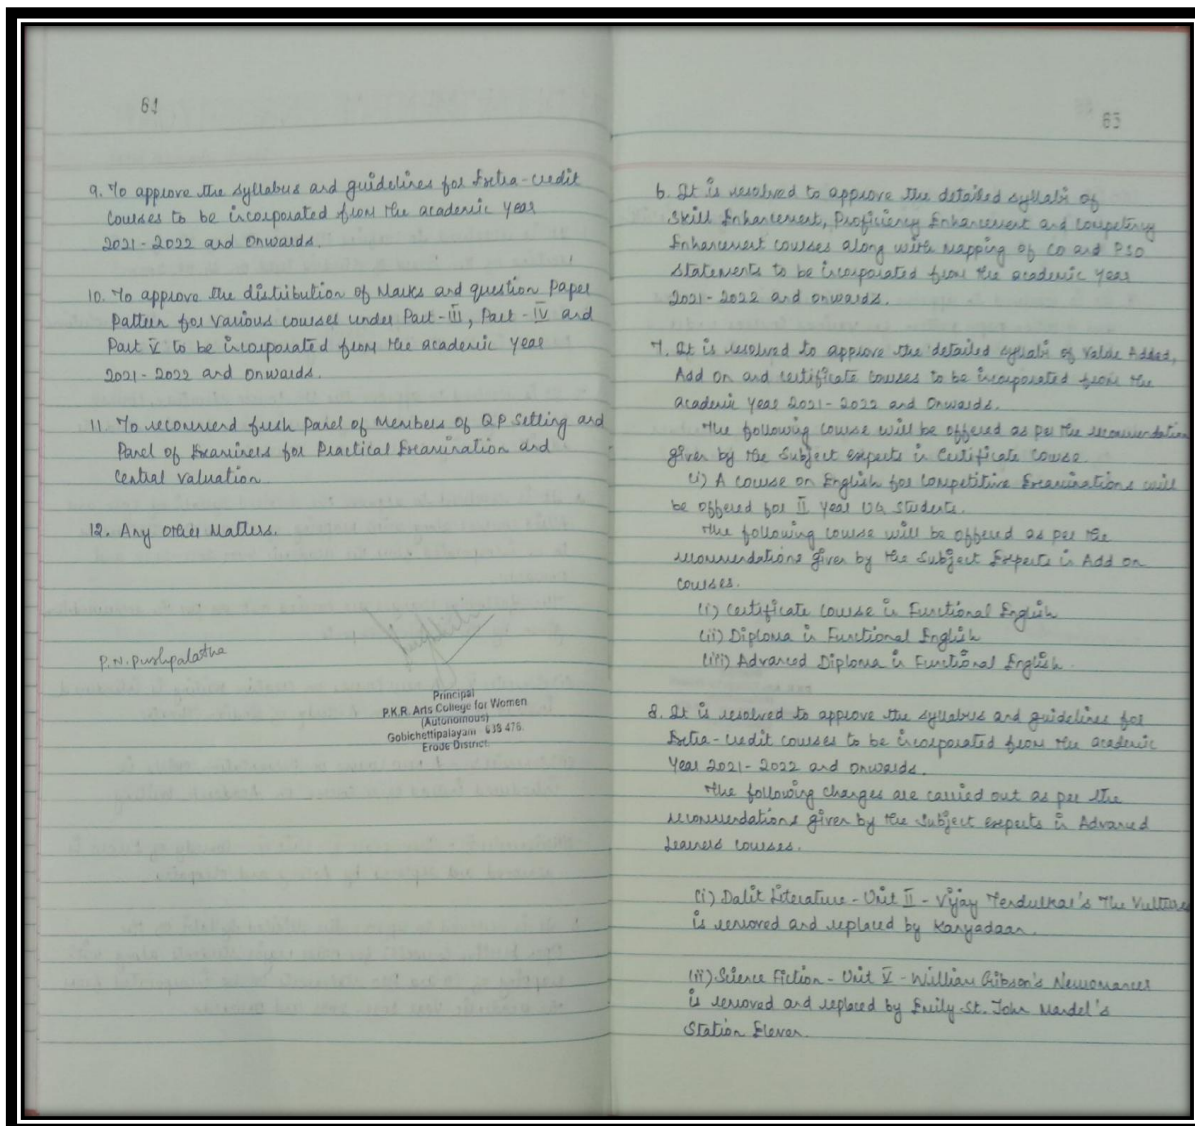 61
9. To approve the syllabus and guidelines for Extra-credit
Courses to be incorporated from the academic year
2021-2022 and Onwards.
10. To approve the distribution of Marks and question Paper
Pattern for Various courses under Part-III, Part-IV and
Part V to be incorporated from the academic year
2021-2022 and Onwards.
11. To recommend fresh Panel of Members of QP Setting and
Panel of Examiners for Practical Examination and
Central Valuation.
12. Any Other Matters.
P.N. Pushpalatha
Principal
P.K.R. Arts College for Women
(Autonomous)
Gobichettipalayam - 638 476.
Erode District.
65
6. It is resolved to approve the detailed syllabi of
Skill Enhancement, Proficiency Enhancement and Competency
Enhancement courses along with Mapping of CO and PSO
Statements to be incorporated from the academic Year
2021-2022 and onwards.
7. It is resolved to approve the detailed syllabi of Value Added,
Add On and certificate courses to be incorporated from the
academic Year 2021-2022 and Onwards.
The following Course will be offered as per the recommendation
given by the Subject experts in Certificate Course.
(i) A course on English for Competitive Examinations will
be offered for II Year UG Students.
The following course will be offered as per the
recommendations given by the Subject Experts in Add on
courses.
(i) Certificate Course in Functional English
(ii) Diploma in Functional English
(iii) Advanced Diploma in Functional English.
8. It is resolved to approve the syllabus and guidelines for
Extra-credit courses to be incorporated from the academic
Year 2021-2022 and onwards.
The following changes are carried out as per the
recommendations given by the Subject experts in Advanced
Learners courses.
(i) Dalit Literature - Unit II - Vijay Tendulkar's The Vultures
is removed and replaced by Kanyadaan.
(ii) Science Fiction - Unit V - William Gibson's Neuromancer
is removed and replaced by Emily St. John Mandel's
Station Eleven.